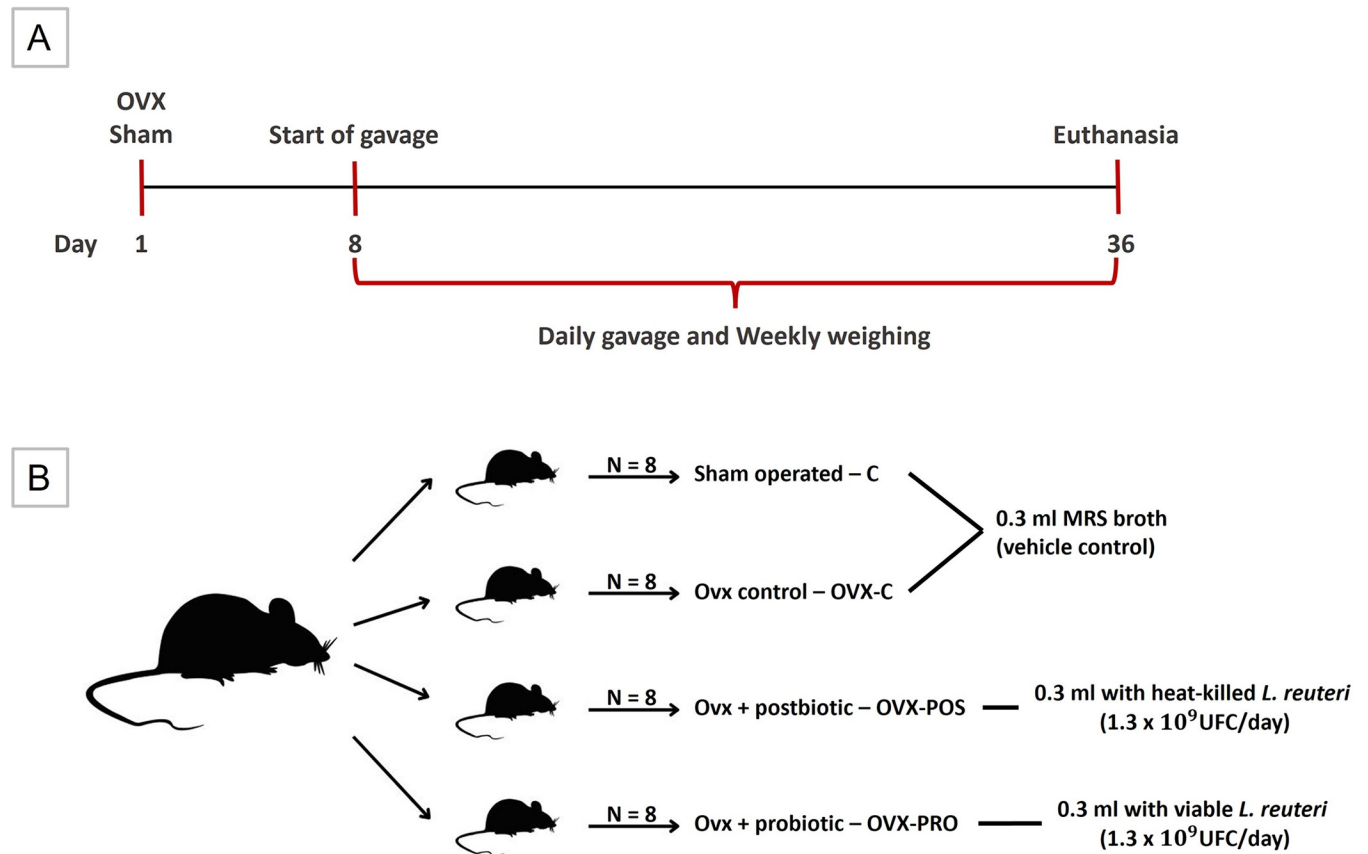 A
OVX
Sham
Start of gavage
Euthanasia
Day 1 8 36
Daily gavage and Weekly weighing
B
N = 8
Sham operated – C
0.3 ml MRS broth
(vehicle control)
N = 8
Ovx control – OVX-C
N = 8
Ovx + postbiotic – OVX-POS
0.3 ml with heat-killed L. reuteri
(1.3 x 10⁹UFC/day)
N = 8
Ovx + probiotic – OVX-PRO
0.3 ml with viable L. reuteri
(1.3 x 10⁹UFC/day)